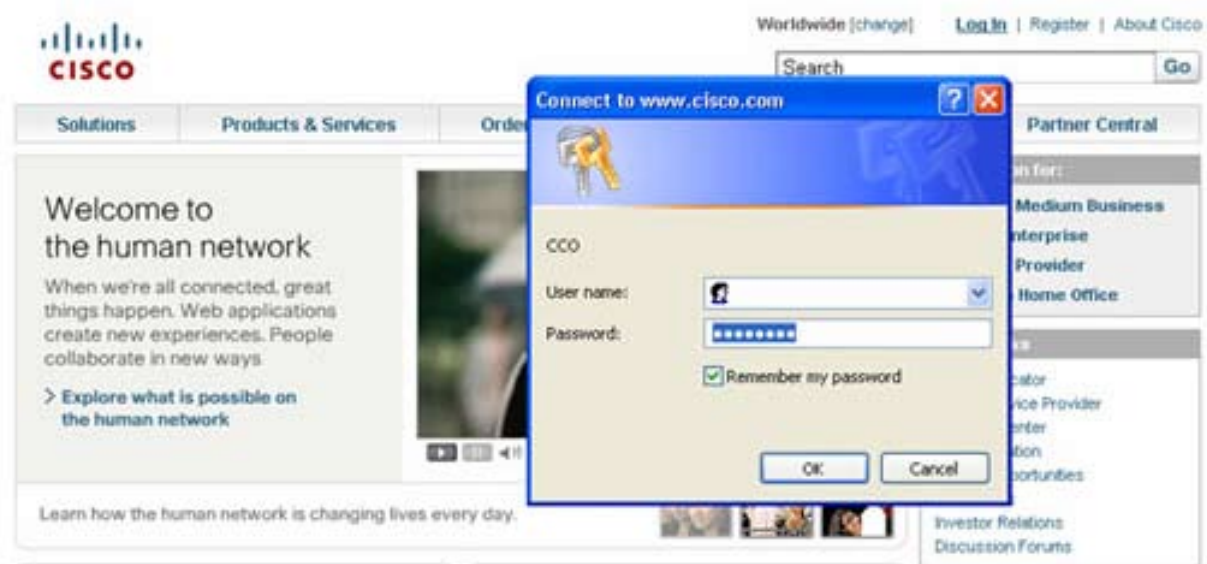 Worldwide [change] Log In | Register | About Cisco
CISCO
Search Go
Connect to www.cisco.com
Solutions Products & Services Partner Central
Welcome to
the human network
When we're all connected, great
things happen. Web applications
create new experiences. People
collaborate in new ways
> Explore what is possible on
the human network
CCO
User name:
Password:
Remember my password
OK Cancel
for:
Medium Business
Provider
Home Office
Provider
Learn how the human network is changing lives every day.
Investor Relations
Discussion Forums